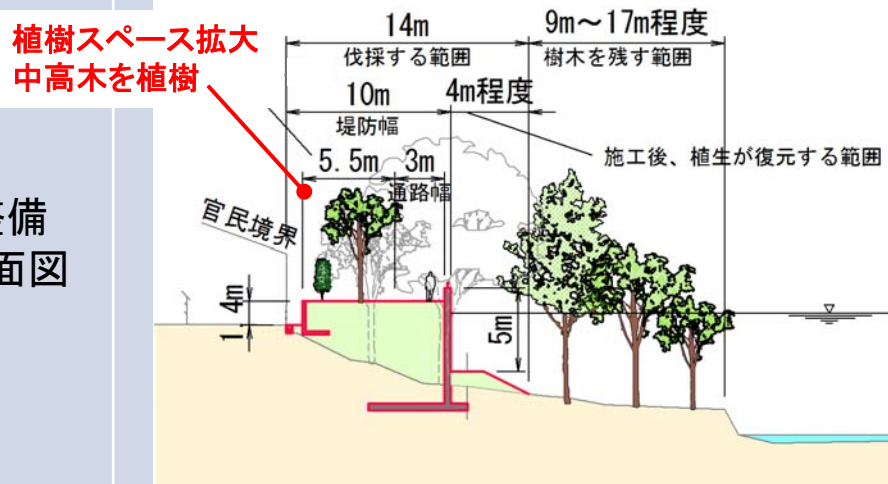 植樹スペース拡大
中高木を植樹
14m
伐採する範囲
9m～17m程度
樹木を残す範囲
10m
堤防幅
4m程度
施工後、植生が復元する範囲
5.5m
3m
通路幅
官民境界
備
面図
1.4m
5m